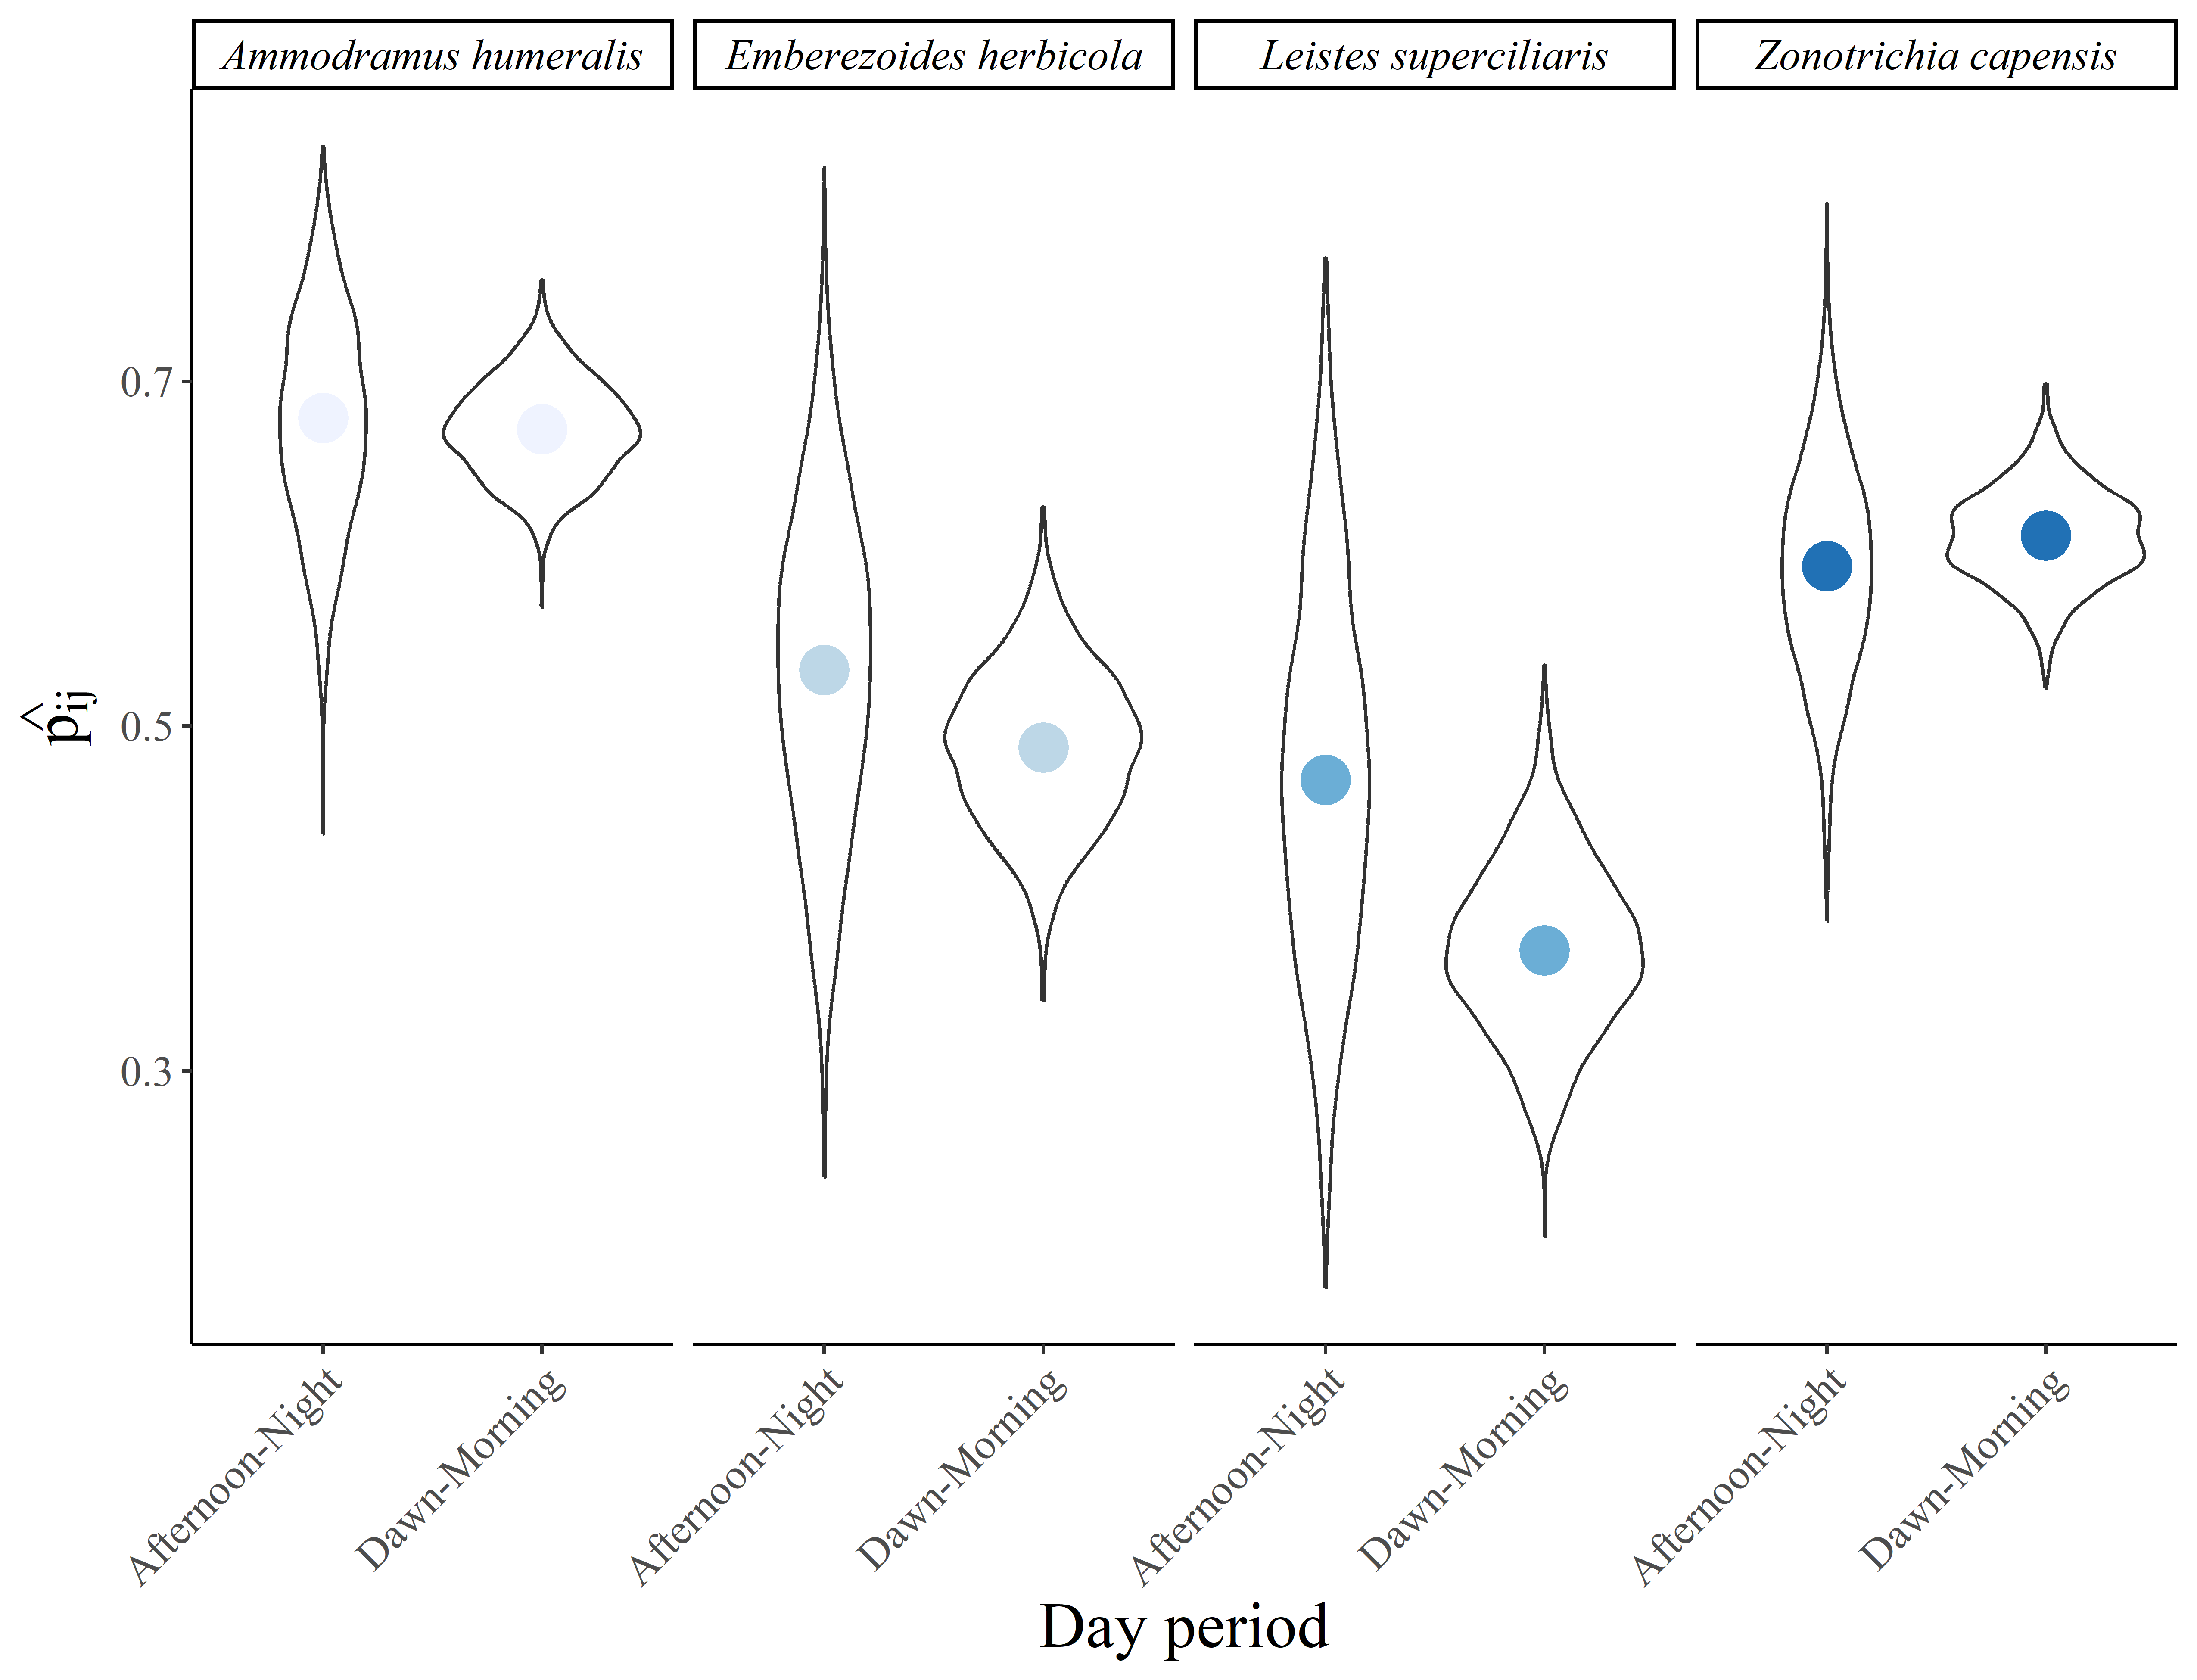 Ammodramus humeralis
Emberezoides herbicola
Leistes superciliaris
Zonotrichia capensis
p̂ij
0.7
0.5
0.3
Afternoon-Night
Dawn-Morning
Afternoon-Night
Dawn-Morning
Afternoon-Night
Dawn-Morning
Afternoon-Night
Dawn-Morning
Day period